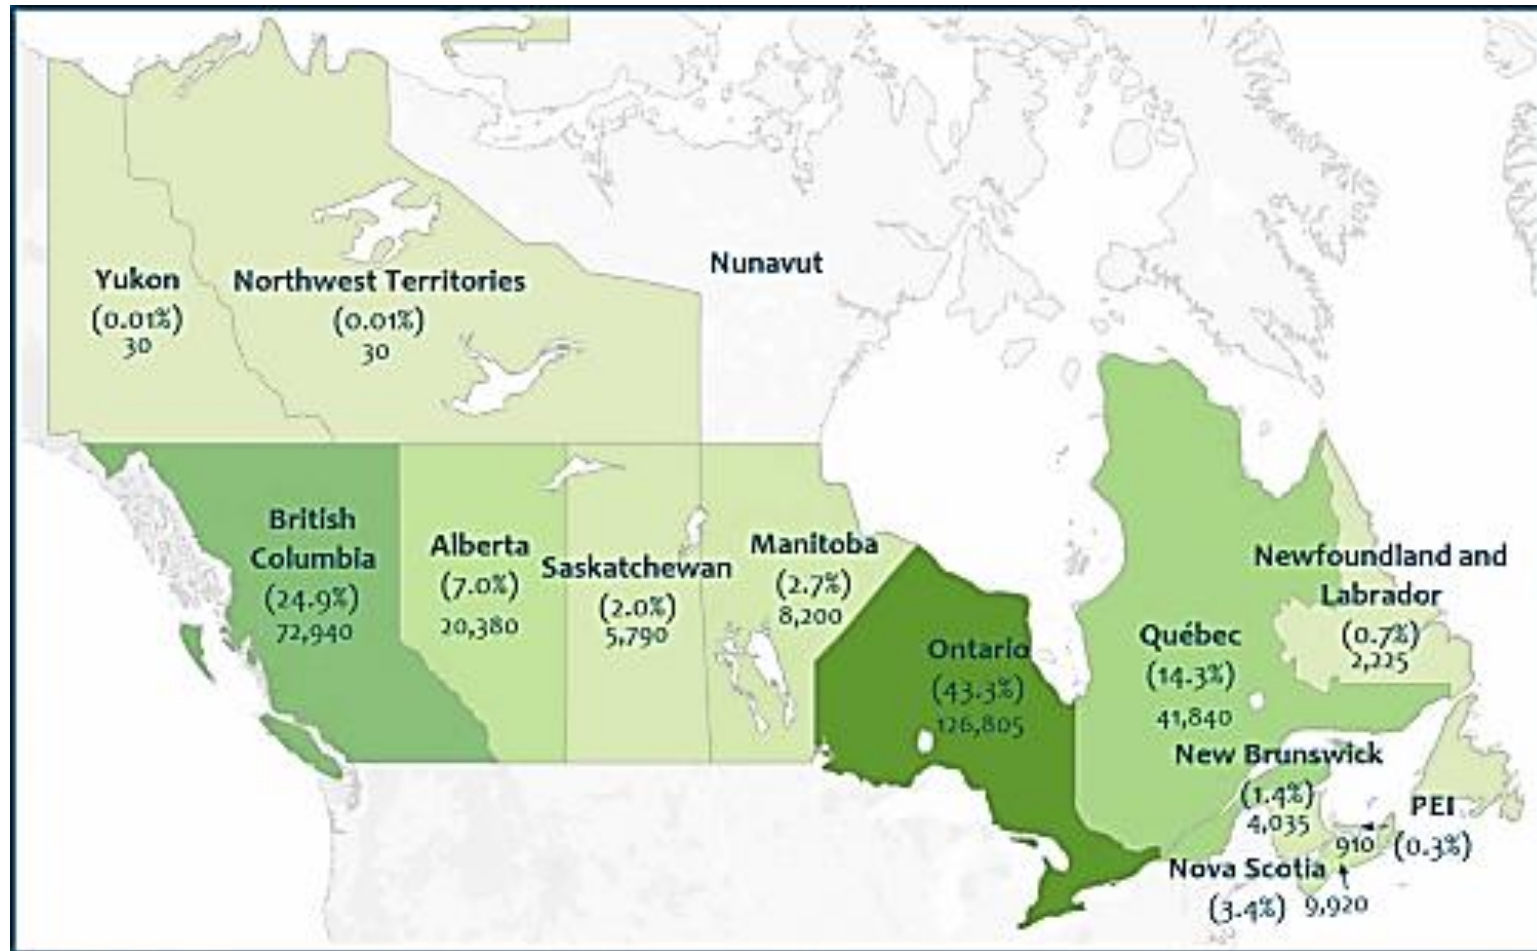 Yukon
(0.01%)
30
Northwest Territories
(0.01%)
30
Nunavut
British
Columbia
(24.9%)
72,940
Alberta
(7.0%)
20,380
Saskatchewan
(2.0%)
5,790
Manitoba
(2.7%)
8,200
Ontario
(43.3%)
126,805
Québec
(14.3%)
41,840
Newfoundland and
Labrador
(0.7%)
2,225
New Brunswick
(1.4%)
4,035
PEI
910 (0.3%)
Nova Scotia
(3.4%) 9,920